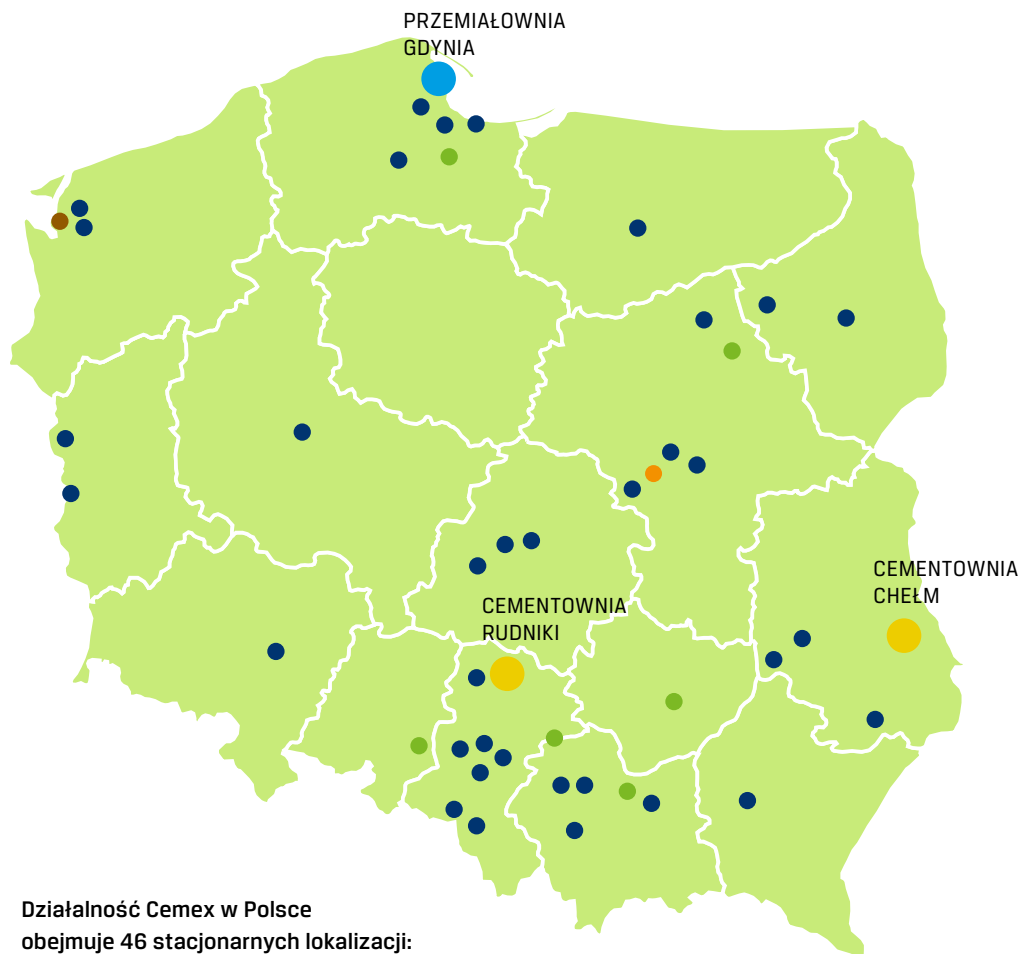 PRZEMIAŁOWNIA
GDYNIA
CEMENTOWNIA
CHEŁM
CEMENTOWNIA
RUDNIKI
Działalność Cemex w Polsce
obejmuje 46 stacjonarnych lokalizacji: